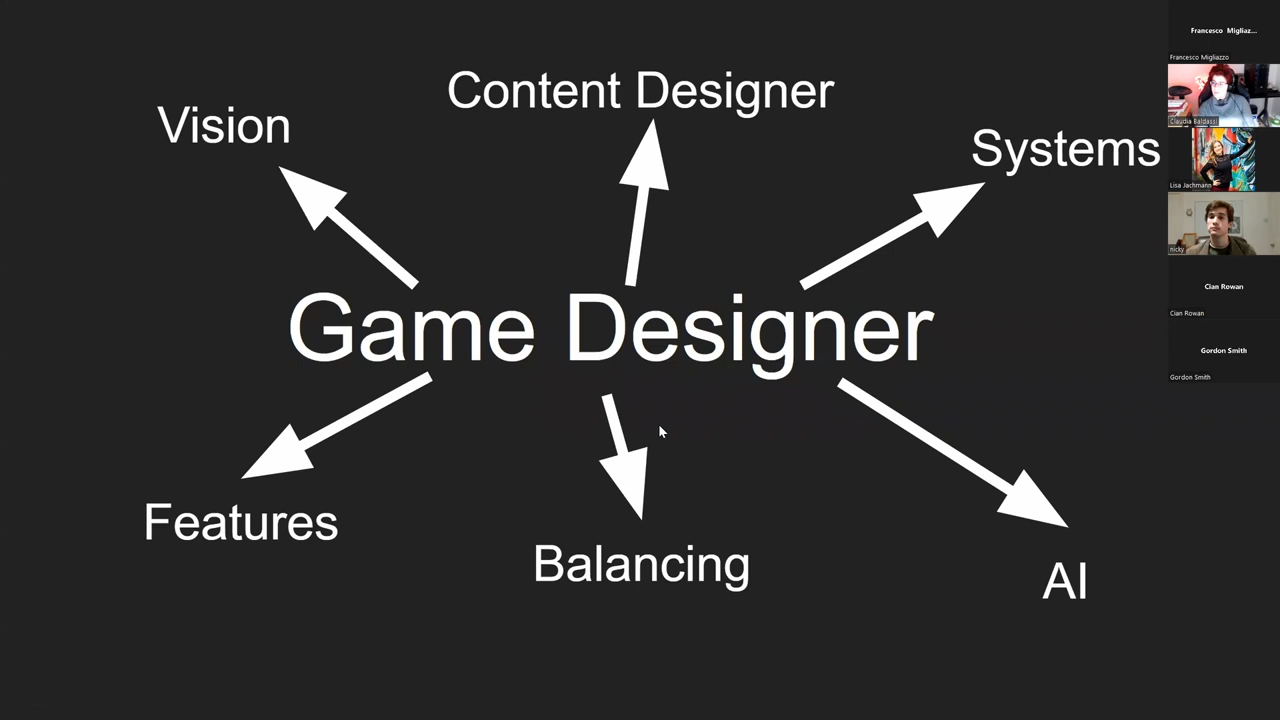 Content Designer
Vision
Systems
Game Designer
Features
Balancing
AI
Francesco Migliaz...
Francesco Migliazzo
Claudia Baldassi
Lisa Jachmann
nicky
Cian Rowan
Cian Rowan
Gordon Smith
Gordon Smith